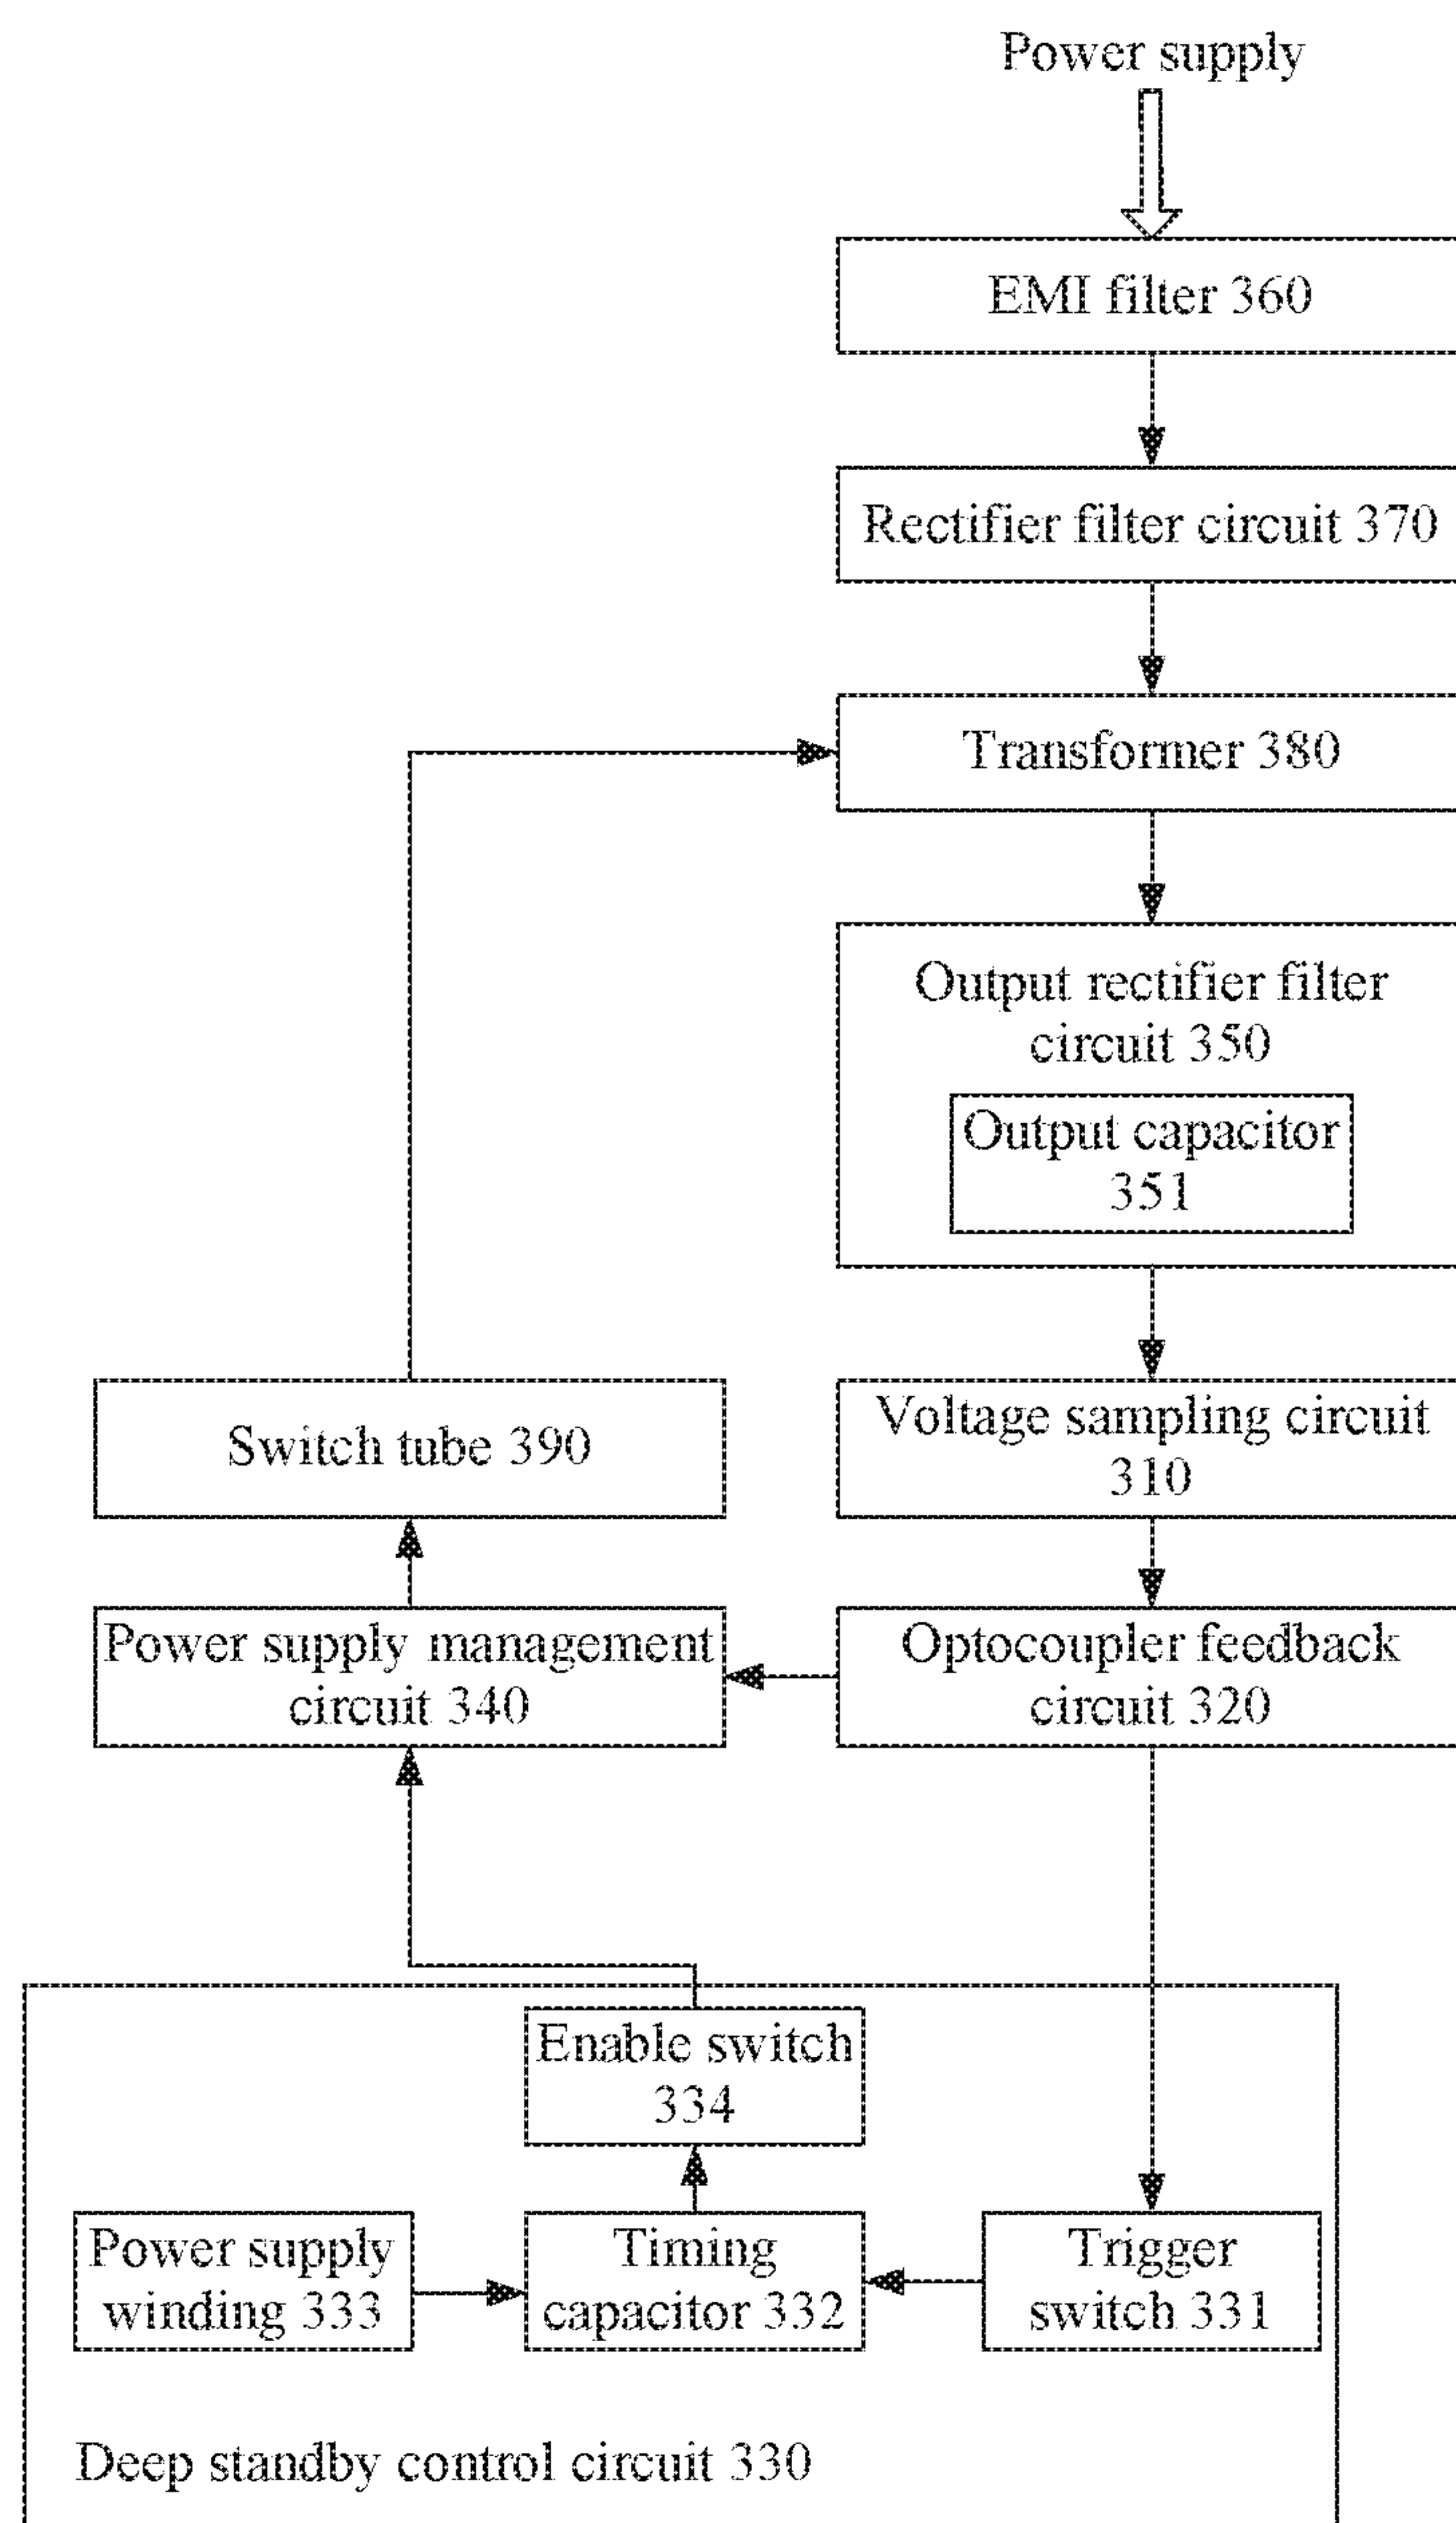 Power supply
EMI filter 360
Rectifier filter circuit 370
Transformer 380
Output rectifier filter
circuit 350
Output capacitor
351
Switch tube 390
Voltage sampling circuit
310
Power supply management
circuit 340
Optocoupler feedback
circuit 320
Enable switch
334
Power supply
winding 333
Timing
capacitor 332
Trigger
switch 331
Deep standby control circuit 330